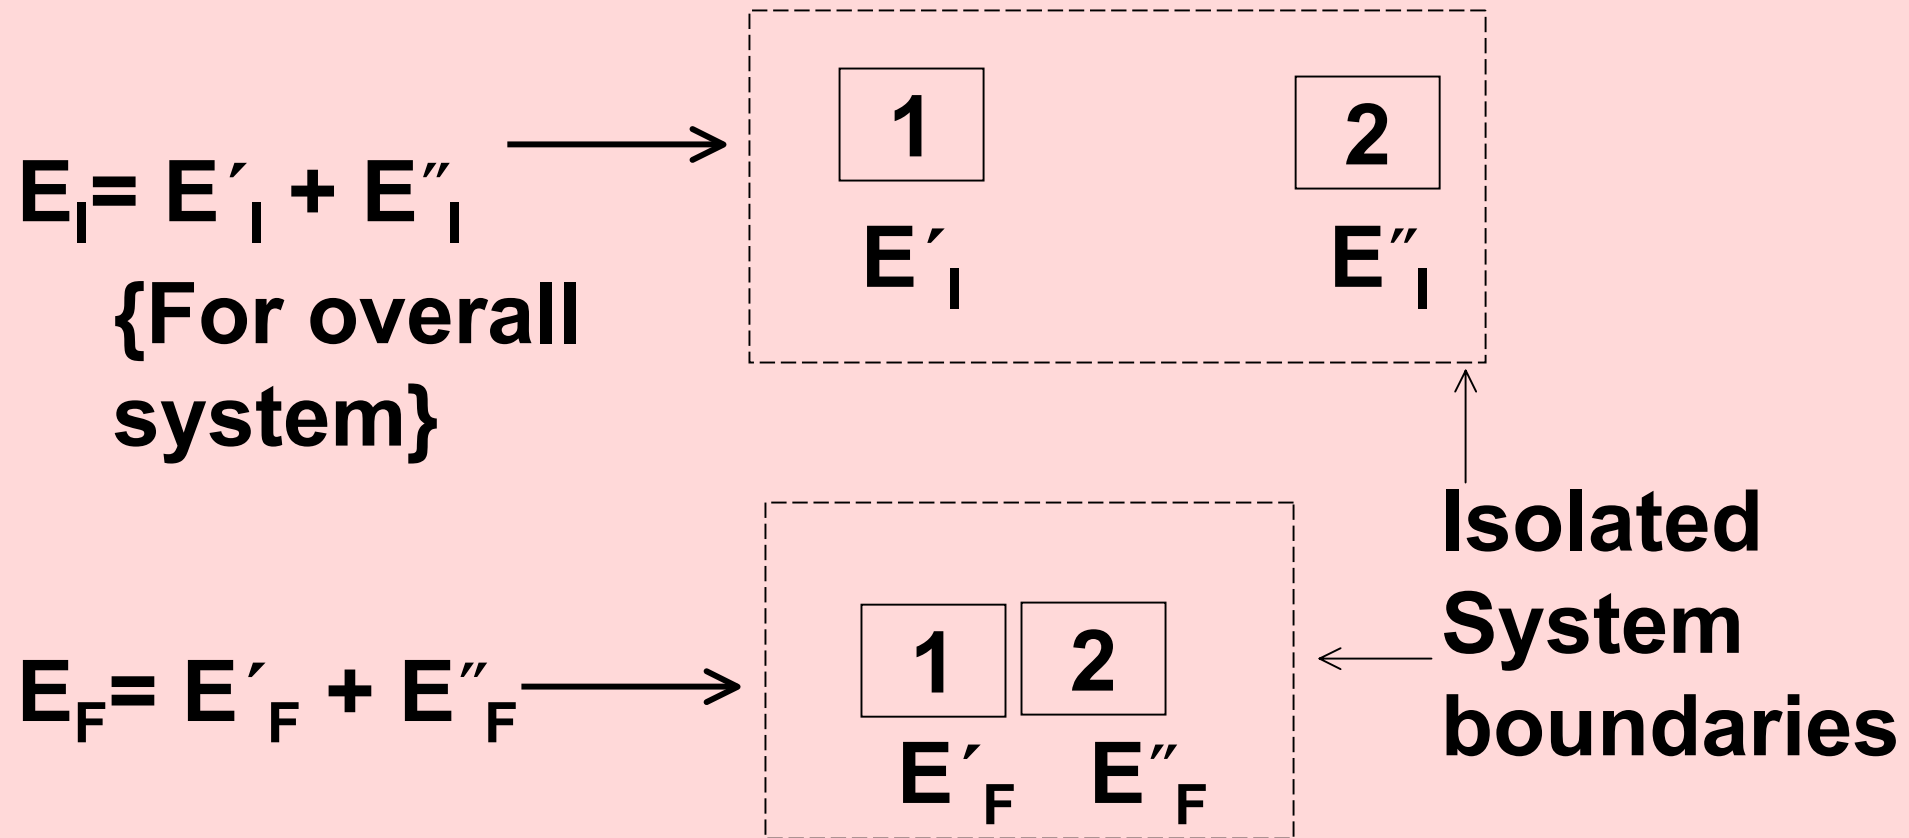 E_I= E′_I + E″_I
{For overall
system}
1
2
E′_I
E″_I
E_F= E′_F + E″_F
1
2
E′_F
E″_F
Isolated
System
boundaries